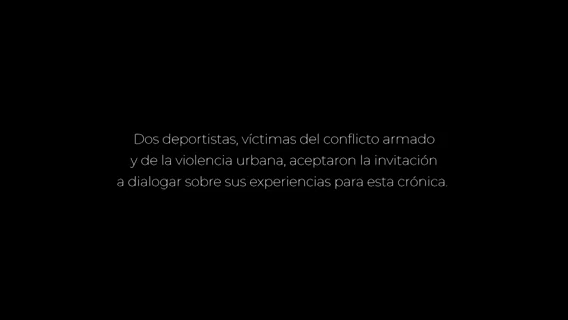 Dos deportistas, víctimas del conflicto armado
y de la violencia urbana, aceptaron la invitación
a dialogar sobre sus experiencias para esta crónica.